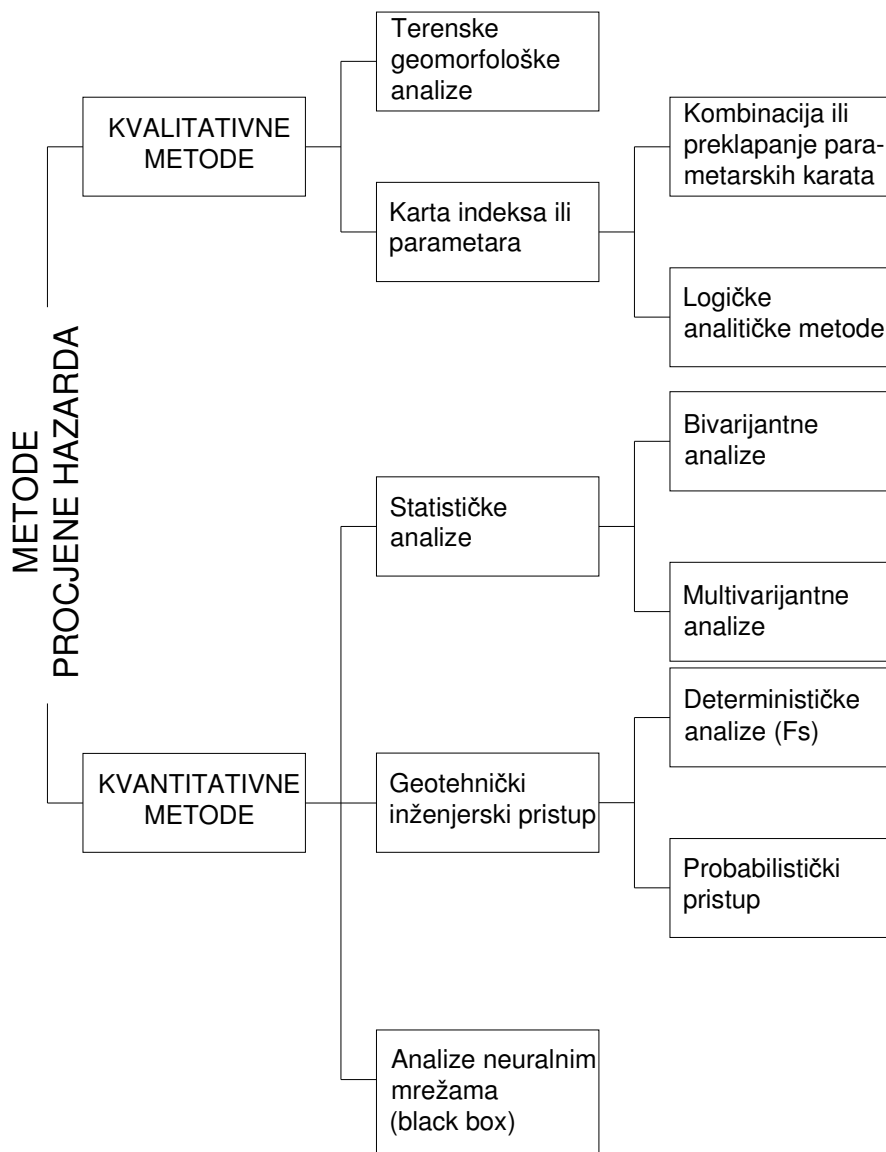 METODE
PROCJENE HAZARDA
KVALITATIVNE
METODE
Terenske
geomorfološke
analize
Karta indeksa ili
parametara
Kombinacija ili
preklapanje para-
metarskih karata
Logičke
analitičke metode
KVANTITATIVNE
METODE
Statističke
analize
Bivarijantne
analize
Multivarijantne
analize
Geotehnički
inženjerski pristup
Determinističke
analize (Fs)
Probabilistički
pristup
Analize neuralnim
mrežama
(black box)